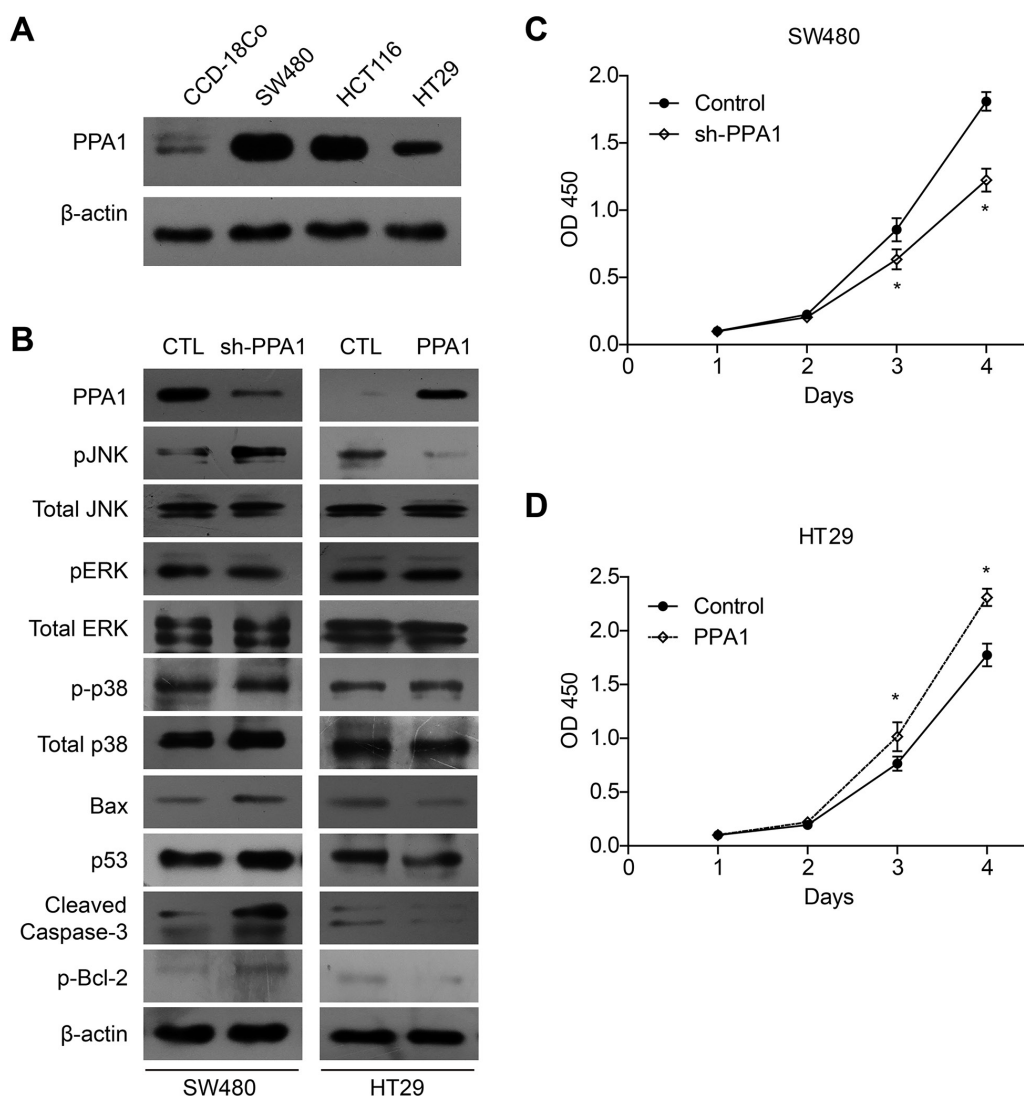 A
CCD-18Co SW480 HCT116 HT29
PPA1
β-actin
B
CTL sh-PPA1 CTL PPA1
PPA1
pJNK
Total JNK
pERK
Total ERK
p-p38
Total p38
Bax
p53
Cleaved
Caspase-3
p-Bcl-2
β-actin
SW480 HT29
C
SW480
Control
sh-PPA1
OD 450
2.0
1.5
1.0
0.5
0.0
*
*
0 1 2 3 4
Days
D
HT29
Control
PPA1
OD 450
2.5
2.0
1.5
1.0
0.5
0.0
*
*
0 1 2 3 4
Days